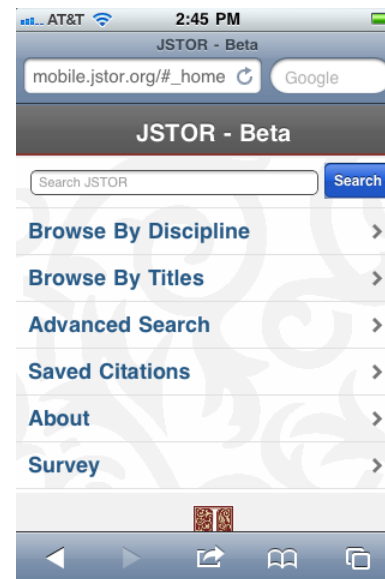 AT&T 2:45 PM
JSTOR - Beta
mobile.jstor.org/#_home Google
JSTOR - Beta
Search JSTOR Search
Browse By Discipline
Browse By Titles
Advanced Search
Saved Citations
About
Survey